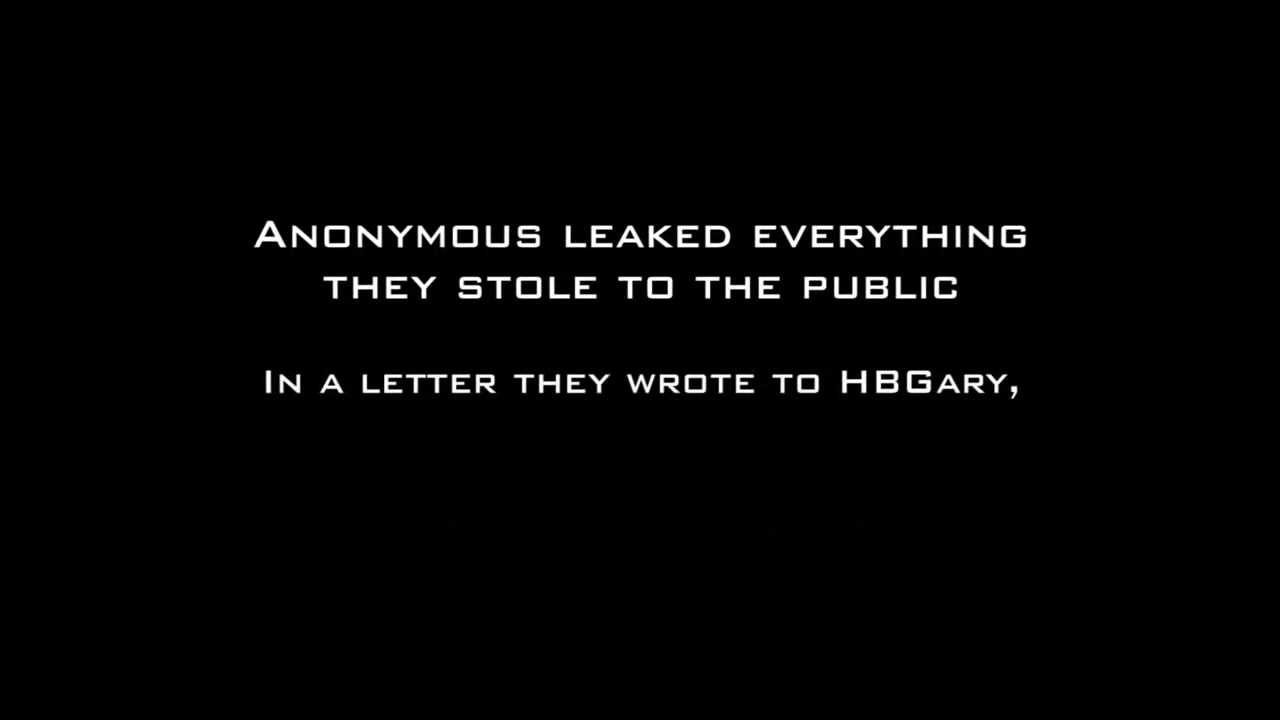 Anonymous leaked everything
they stole to the public
In a letter they wrote to HBGary,